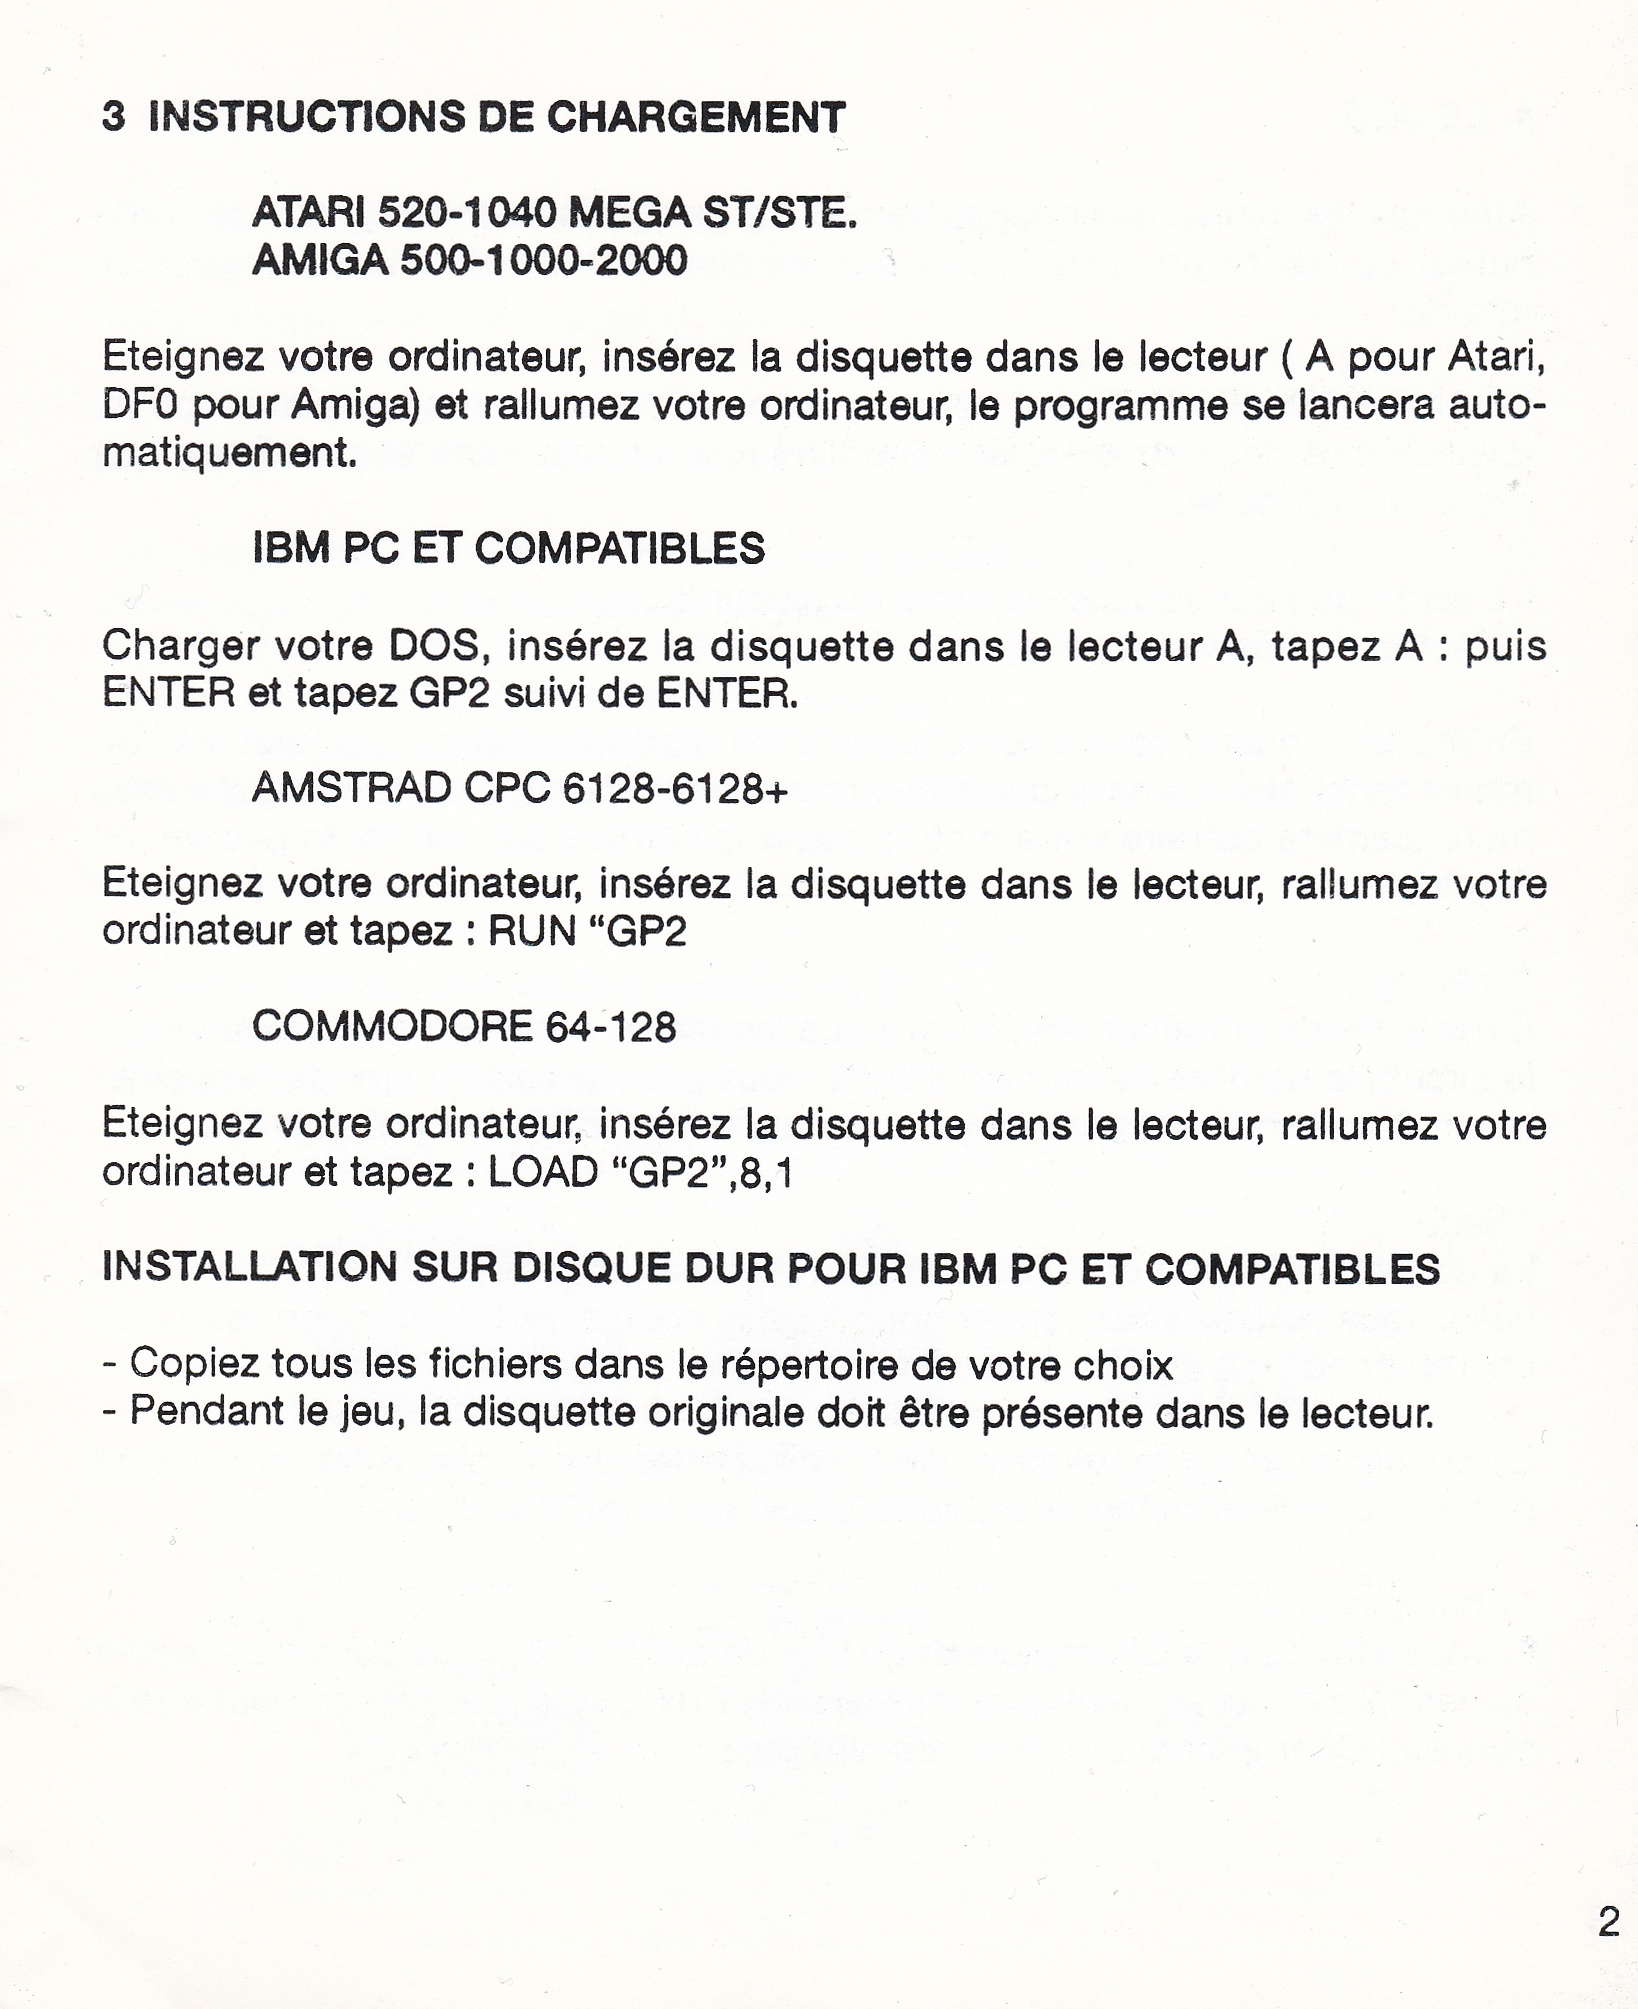 3 INSTRUCTIONS DE CHARGEMENT
ATARI 520-1040 MEGA ST/STE.
AMIGA 500-1000-2000
Eteignez votre ordinateur, insérez la disquette dans le lecteur ( A pour Atari,
DF0 pour Amiga) et rallumez votre ordinateur, le programme se lancera auto-
matiquement.
IBM PC ET COMPATIBLES
Charger votre DOS, insérez la disquette dans le lecteur A, tapez A : puis
ENTER et tapez GP2 suivi de ENTER.
AMSTRAD CPC 6128-6128+
Eteignez votre ordinateur, insérez la disquette dans le lecteur, rallumez votre
ordinateur et tapez : RUN “GP2
COMMODORE 64-128
Eteignez votre ordinateur, insérez la disquette dans le lecteur, rallumez votre
ordinateur et tapez : LOAD “GP2”,8,1
INSTALLATION SUR DISQUE DUR POUR IBM PC ET COMPATIBLES
- Copiez tous les fichiers dans le répertoire de votre choix
- Pendant le jeu, la disquette originale doit être présente dans le lecteur.
2